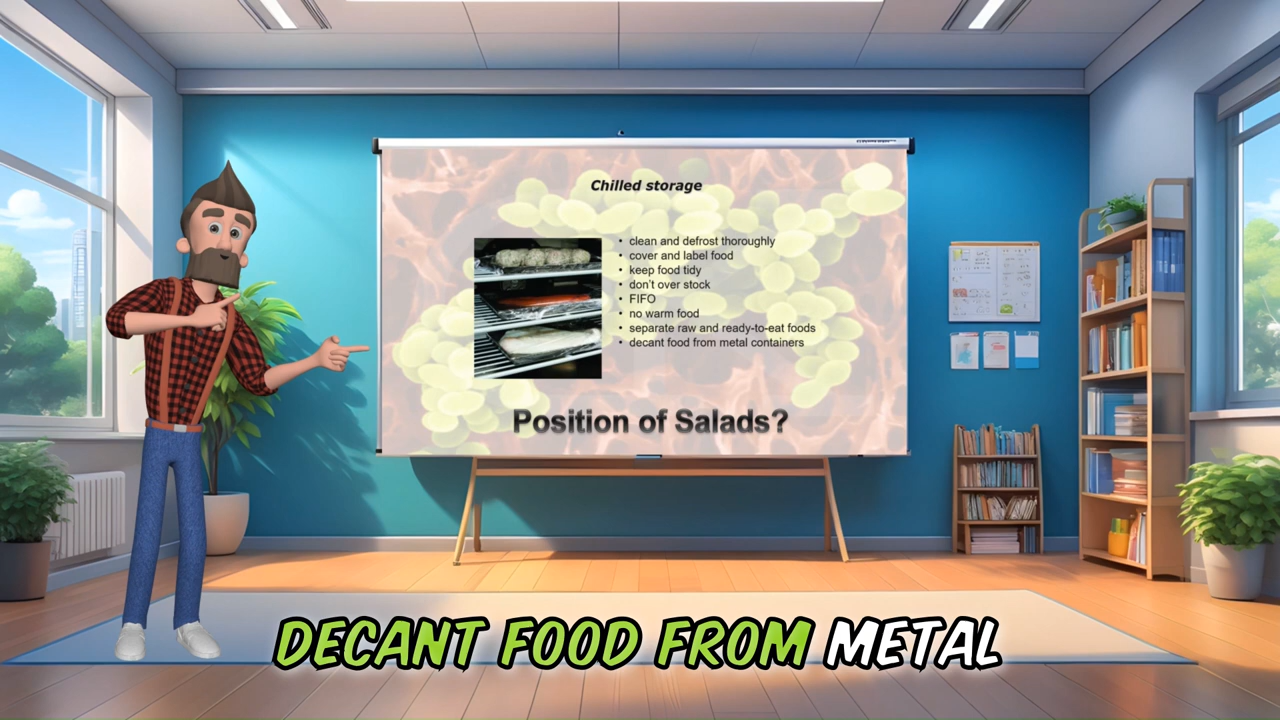 Chilled storage
• clean and defrost thoroughly
• cover and label food
• keep food tidy
• don't over stock
• FIFO
• no warm food
• separate raw and ready-to-eat foods
• decant food from metal containers
Position of Salads?
DECANT FOOD FROM METAL